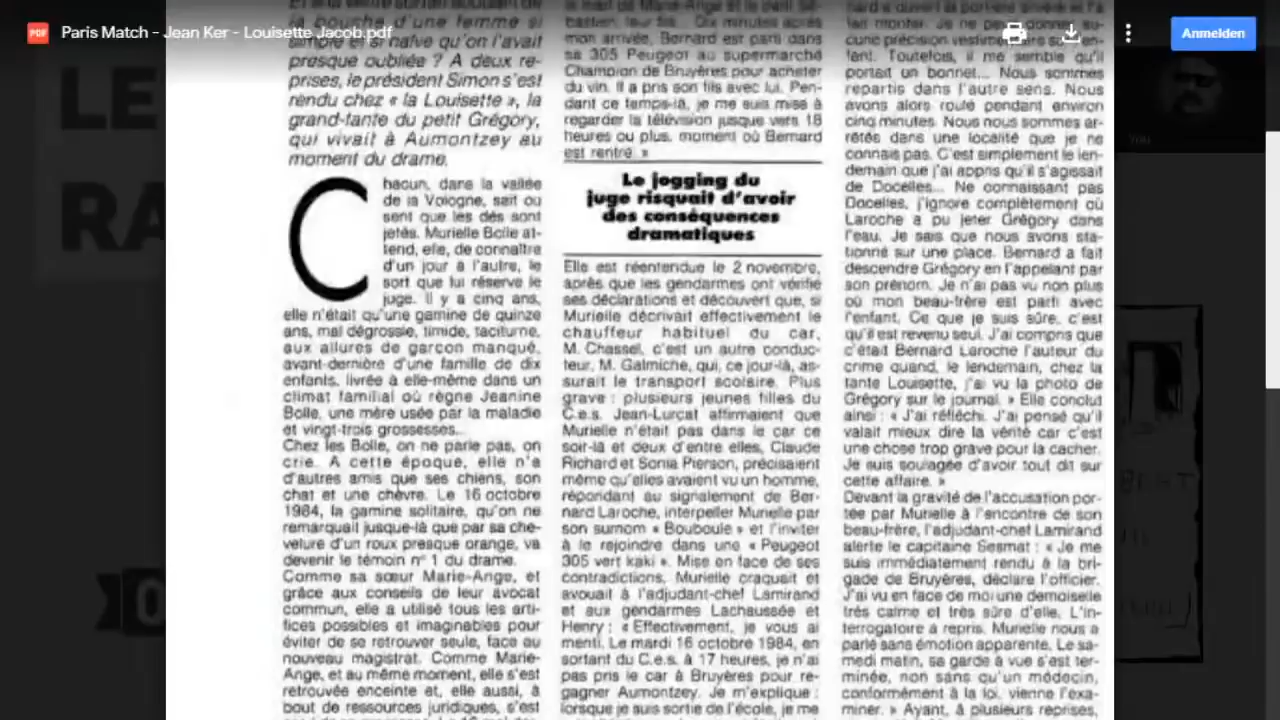 Paris Match - Jean Ker - Louisette Jacob.pdf
Anmelden
la bouche d'une femme si
simple et si naïve qu'on l'avait
presque oubliée ? A deux re-
prises, le président Simon s'est
rendu chez « la Louisette », la
grand-tante du petit Grégory,
qui vivait à Aumontzey au
moment du drame.
Chacun, dans la vallée
de la Vologne, sait ou
sent que les dés sont
jetés. Murielle Bolle at-
tend, elle, de connaître
d'un jour à l'autre, le
sort que lui réserve le
juge. Il y a cinq ans,
elle n'était qu'une gamine de quinze
ans, mal dégrossie, timide, taciturne,
aux allures de garçon manqué,
avant-dernière d'une famille de dix
enfants, livrée à elle-même dans un
climat familial où règne Jeanine
Bolle, une mère usée par la maladie
et vingt-trois grossesses...
Chez les Bolle, on ne parle pas, on
crie. A cette époque, elle n'a
d'autres amis que ses chiens, son
chat et une chèvre. Le 16 octobre
1984, la gamine solitaire, qu'on ne
remarquait jusque-là que par sa che-
velure d'un roux presque orange, va
devenir le témoin n° 1 du drame.
Comme sa sœur Marie-Ange, et
grâce aux conseils de leur avocat
commun, elle a utilisé tous les arti-
fices possibles et imaginables pour
éviter de se retrouver seule, face au
nouveau magistrat. Comme Marie-
Ange, et au même moment, elle s'est
retrouvée enceinte et, elle aussi, à
bout de ressources juridiques, s'est
bastien, leur fils. Dix minutes après
mon arrivée, Bernard est parti dans
sa 305 Peugeot au supermarché
Champion de Bruyères pour acheter
du vin. Il a pris son fils avec lui. Pen-
dant ce temps-là, je me suis mise à
regarder la télévision jusque vers 18
heures ou plus, moment où Bernard
est rentré. »
Le jogging du
juge risquait d'avoir
des conséquences
dramatiques
Elle est réentendue le 2 novembre,
après que les gendarmes ont vérifié
ses déclarations et découvert que, si
Murielle décrivait effectivement le
chauffeur habituel du car,
M. Chassel, c'est un autre conduc-
teur, M. Galmiche, qui, ce jour-là, as-
surait le transport scolaire. Plus
grave : plusieurs jeunes filles du
C.e.s. Jean-Lurçat affirmaient que
Murielle n'était pas dans le car ce
soir-là et deux d'entre elles, Claude
Richard et Sonia Pierson, précisaient
même qu'elles avaient vu un homme,
répondant au signalement de Ber-
nard Laroche, interpeller Murielle par
son surnom « Bouboule » et l'inviter
à le rejoindre dans une « Peugeot
305 vert kaki ». Mise en face de ses
contradictions, Murielle craquait et
avouait à l'adjudant-chef Lamirand
et aux gendarmes Lachaussée et
Henry : « Effectivement, je vous ai
menti. Le mardi 16 octobre 1984, en
sortant du C.e.s. à 17 heures, je n'ai
pas pris le car à Bruyères pour re-
gagner Aumontzey. Je m'explique :
lorsque je suis sortie de l'école, je me
fait monter. Je ne peux donner au-
cune précision vestimentaire sur l'en-
fant. Toutefois, il me semble qu'il
portait un bonnet... Nous sommes
repartis dans l'autre sens. Nous
avons alors roulé pendant environ
cinq minutes. Nous nous sommes ar-
rêtés dans une localité que je ne
connais pas. C'est simplement le len-
demain que j'ai appris qu'il s'agissait
de Docelles... Ne connaissant pas
Docelles, j'ignore complètement où
Laroche a pu jeter Grégory dans
l'eau. Je sais que nous avons sta-
tionné sur une place. Bernard a fait
descendre Grégory en l'appelant par
son prénom. Je n'ai pas vu non plus
où mon beau-frère est parti avec
l'enfant. Ce que je suis sûre, c'est
qu'il est revenu seul. J'ai compris que
c'était Bernard Laroche l'auteur du
crime quand, le lendemain, chez la
tante Louisette, j'ai vu la photo de
Grégory sur le journal. » Elle conclut
ainsi : « J'ai réfléchi. J'ai pensé qu'il
valait mieux dire la vérité car c'est
une chose trop grave pour la cacher.
Je suis soulagée d'avoir tout dit sur
cette affaire. »
Devant la gravité de l'accusation por-
tée par Murielle à l'encontre de son
beau-frère, l'adjudant-chef Lamirand
alerte le capitaine Sesmat : « Je me
suis immédiatement rendu à la bri-
gade de Bruyères, déclare l'officier.
J'ai vu en face de moi une demoiselle
très calme et très sûre d'elle. L'in-
terrogatoire a repris. Murielle nous a
parlé sans émotion apparente. Le sa-
medi matin, sa garde à vue s'est ter-
minée, non sans qu'un médecin,
conformément à la loi, vienne l'exa-
miner. » Ayant, à plusieurs reprises,